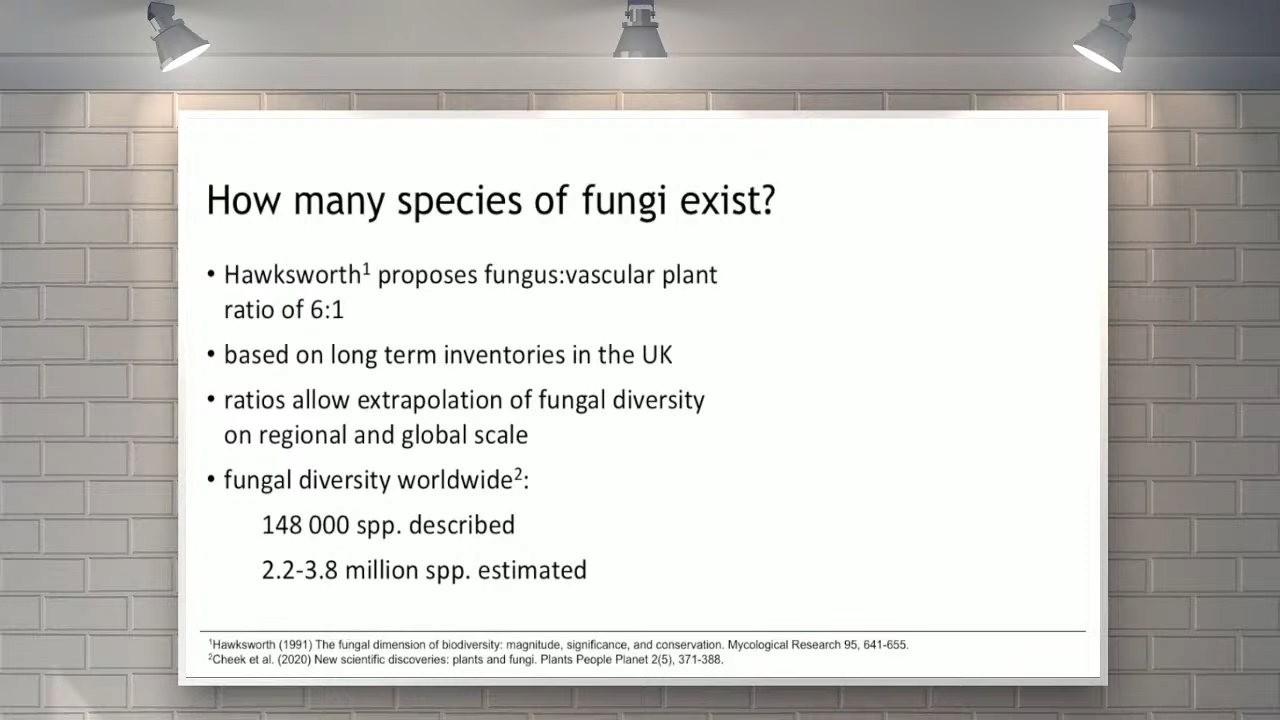 How many species of fungi exist?
• Hawksworth¹ proposes fungus:vascular plant
ratio of 6:1
• based on long term inventories in the UK
• ratios allow extrapolation of fungal diversity
on regional and global scale
• fungal diversity worldwide²:
148 000 spp. described
2.2-3.8 million spp. estimated
¹Hawksworth (1991) The fungal dimension of biodiversity: magnitude, significance, and conservation. Mycological Research 95, 641-655.
²Cheek et al. (2020) New scientific discoveries: plants and fungi. Plants People Planet 2(5), 371-388.